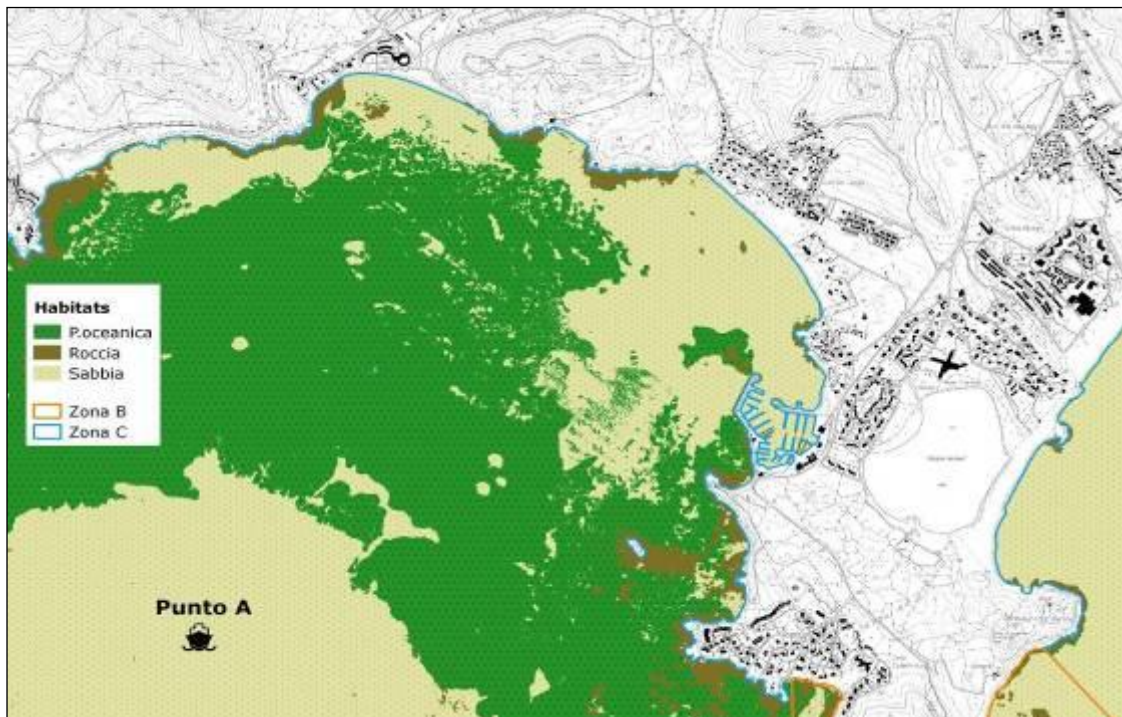 Habitats
P.oceanica
Roccia
Sabbia
Zona B
Zona C
Punto A